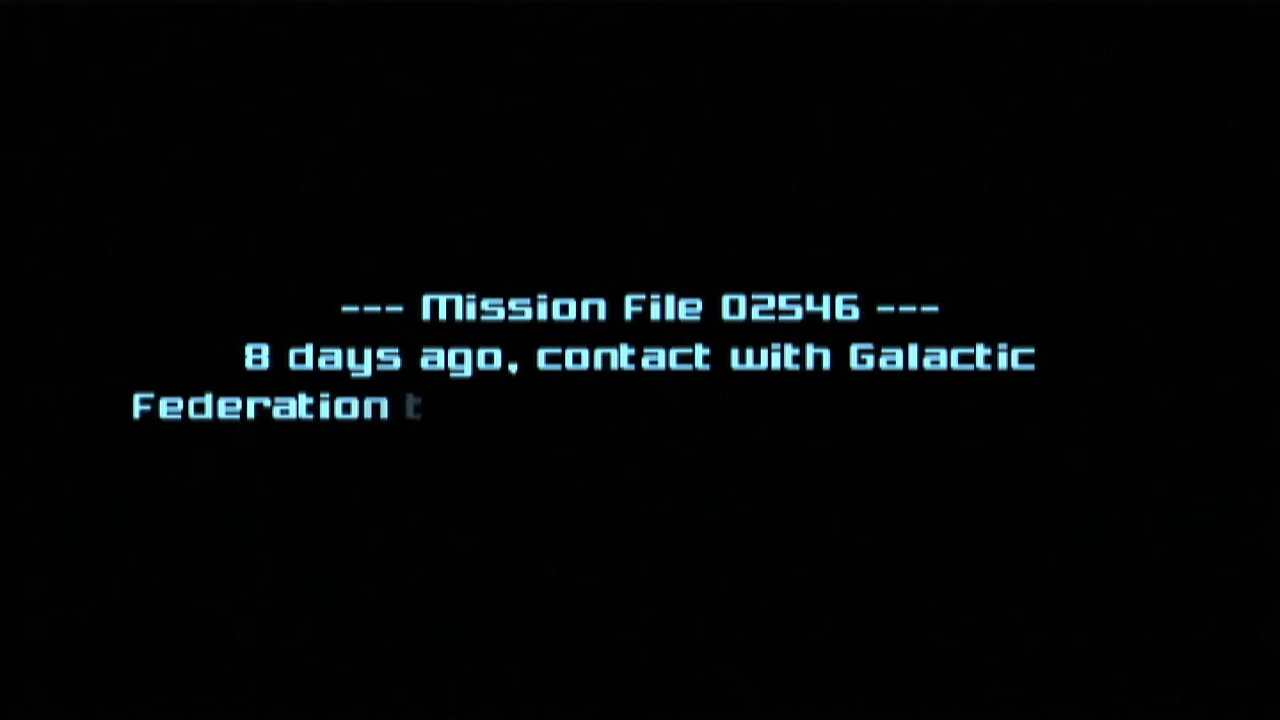 --- Mission File 02546 ---
8 days ago, contact with Galactic
Federation t